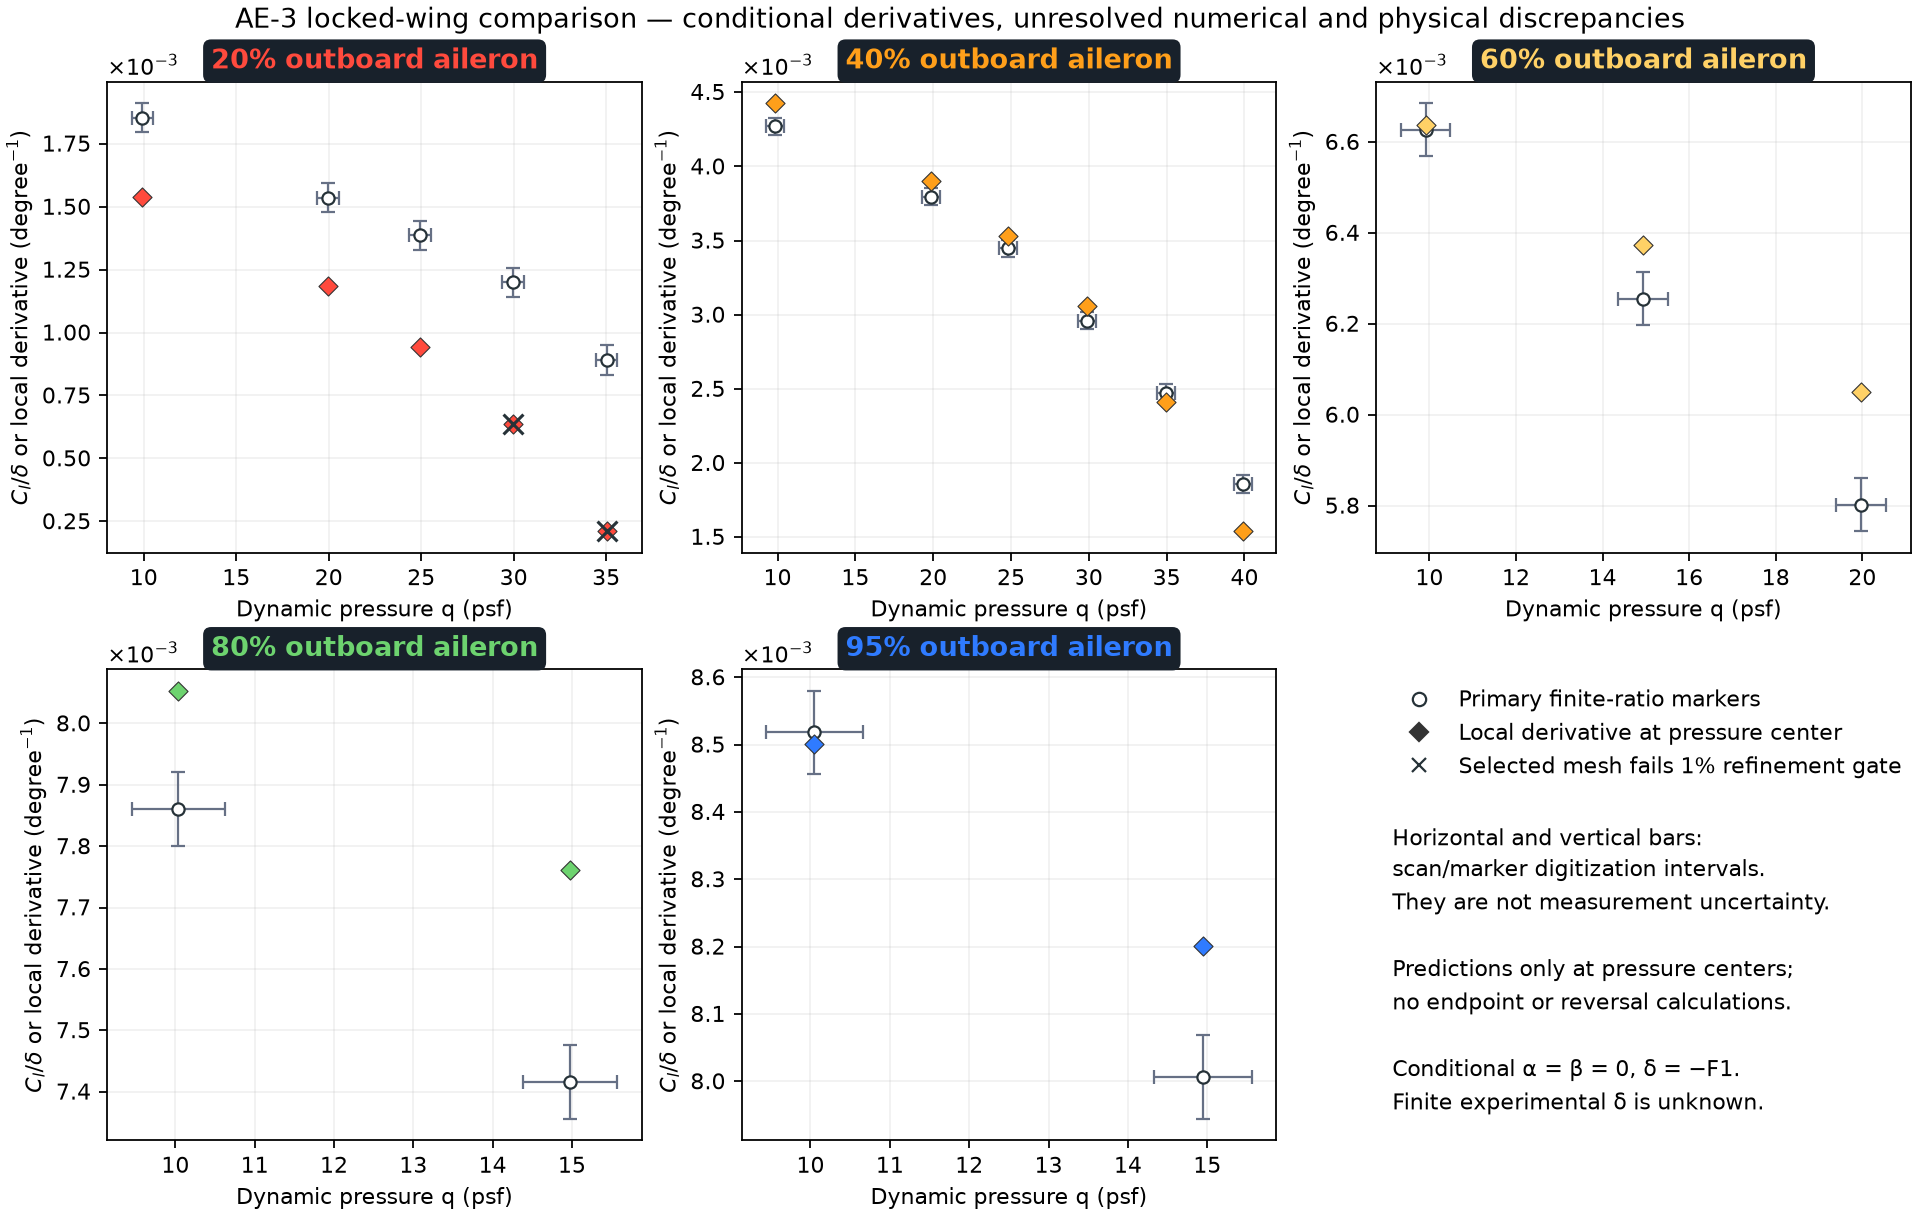 AE-3 locked-wing comparison — conditional derivatives, unresolved numerical and physical discrepancies
20% outboard aileron
×10⁻³
1.75
1.50
1.25
1.00
0.75
0.50
0.25
10 15 20 25 30 35
Dynamic pressure q (psf)
C_l/δ or local derivative (degree⁻¹)
40% outboard aileron
×10⁻³
4.5
4.0
3.5
3.0
2.5
2.0
1.5
10 15 20 25 30 35 40
Dynamic pressure q (psf)
C_l/δ or local derivative (degree⁻¹)
60% outboard aileron
×10⁻³
6.6
6.4
6.2
6.0
5.8
10 12 14 16 18 20
Dynamic pressure q (psf)
C_l/δ or local derivative (degree⁻¹)
80% outboard aileron
×10⁻³
8.0
7.9
7.8
7.7
7.6
7.5
7.4
10 11 12 13 14 15
Dynamic pressure q (psf)
C_l/δ or local derivative (degree⁻¹)
95% outboard aileron
×10⁻³
8.6
8.5
8.4
8.3
8.2
8.1
8.0
10 11 12 13 14 15
Dynamic pressure q (psf)
C_l/δ or local derivative (degree⁻¹)
Primary finite-ratio markers
Local derivative at pressure center
Selected mesh fails 1% refinement gate
Horizontal and vertical bars:
scan/marker digitization intervals.
They are not measurement uncertainty.
Predictions only at pressure centers;
no endpoint or reversal calculations.
Conditional α = β = 0, δ = −F1.
Finite experimental δ is unknown.